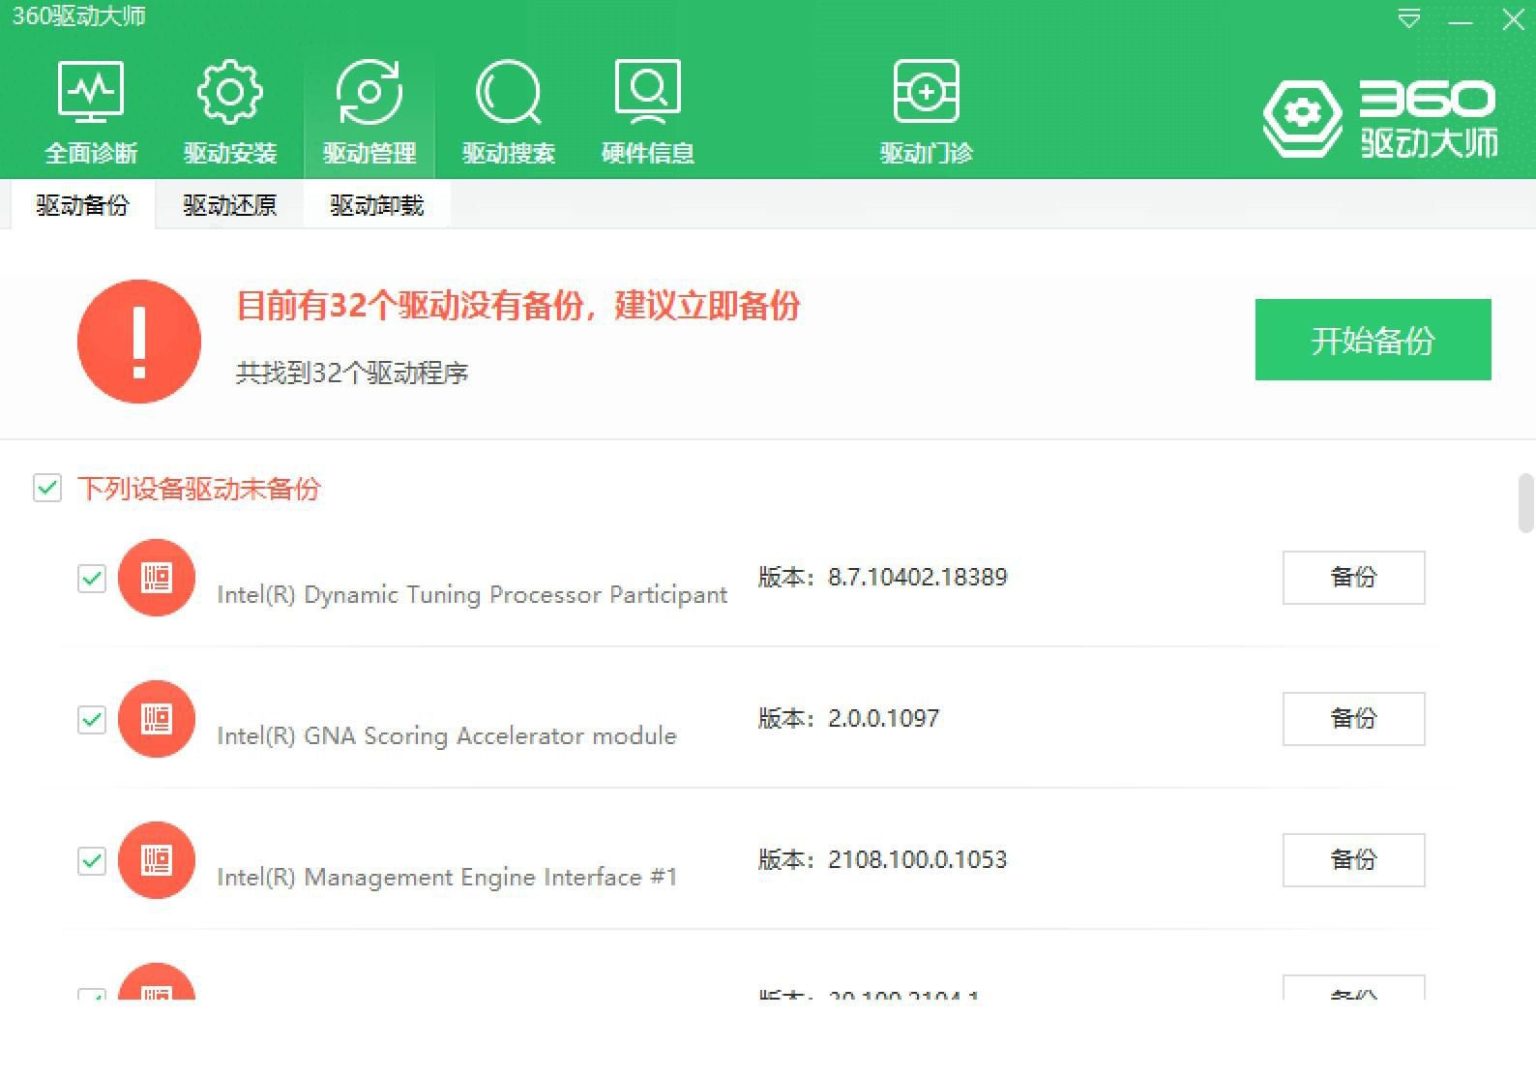 360驱动大师
全面诊断
驱动安装
驱动管理
驱动搜索
硬件信息
驱动门诊
360
驱动大师
驱动备份
驱动还原
驱动卸载
目前有32个驱动没有备份，建议立即备份
共找到32个驱动程序
开始备份
下列设备驱动未备份
Intel(R) Dynamic Tuning Processor Participant
版本：8.7.10402.18389
备份
Intel(R) GNA Scoring Accelerator module
版本：2.0.0.1097
备份
Intel(R) Management Engine Interface #1
版本：2108.100.0.1053
备份
版本：30.100.2104.1
备份